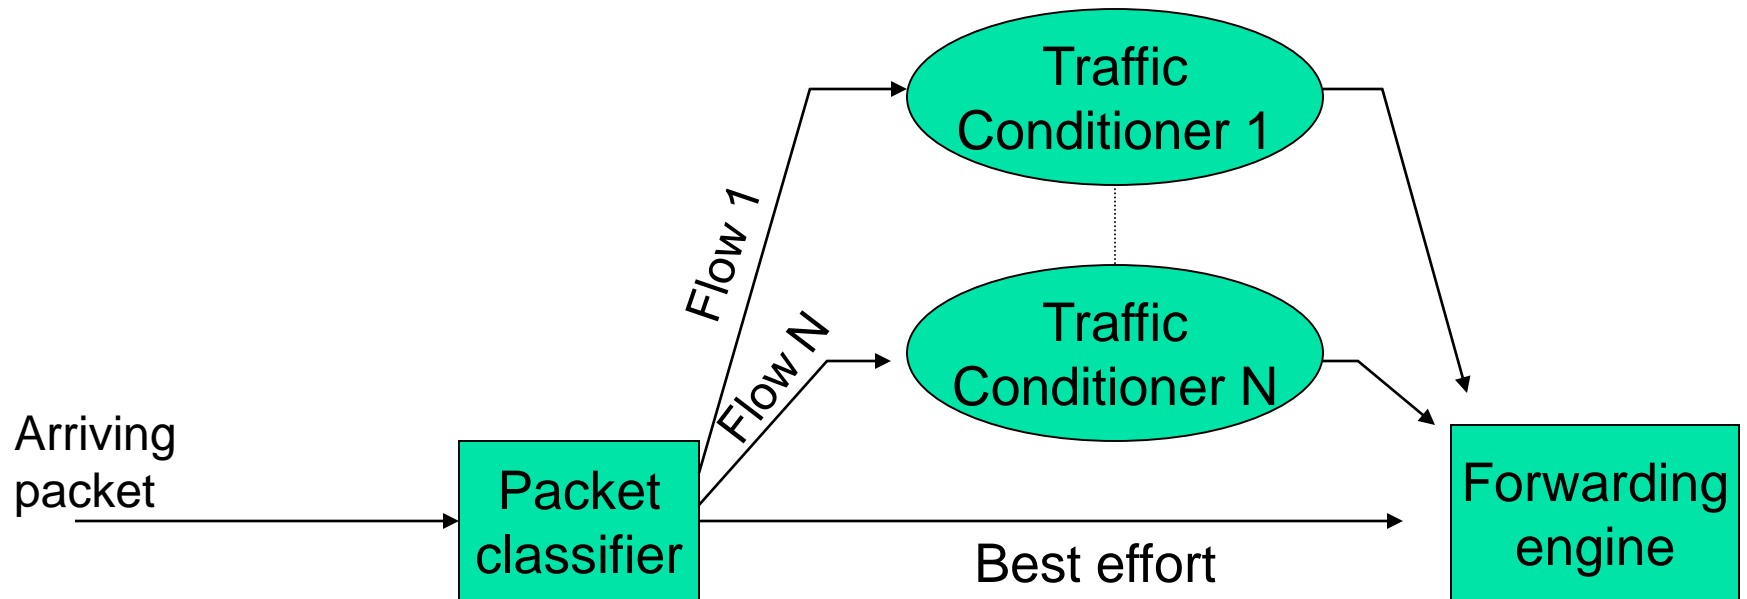 Traffic
Conditioner 1
Flow 1
Traffic
Conditioner N
Flow N
Arriving
packet
Packet
classifier
Best effort
Forwarding
engine